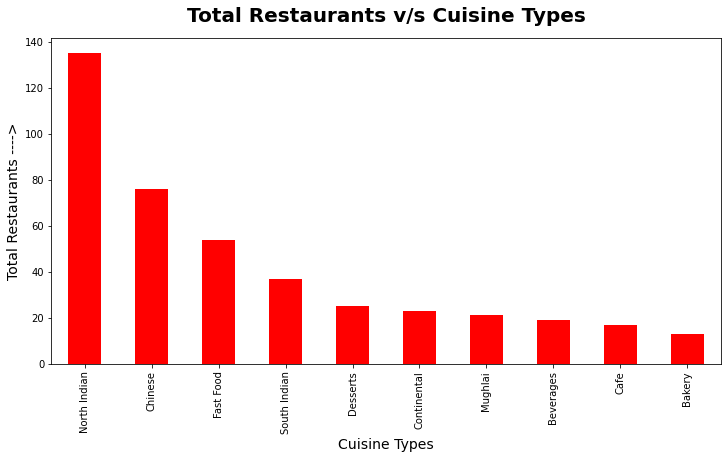 Total Restaurants v/s Cuisine Types
Total Restaurants ---->
140
120
100
80
60
40
20
0
North Indian
Chinese
Fast Food
South Indian
Desserts
Continental
Mughlai
Beverages
Cafe
Bakery
Cuisine Types